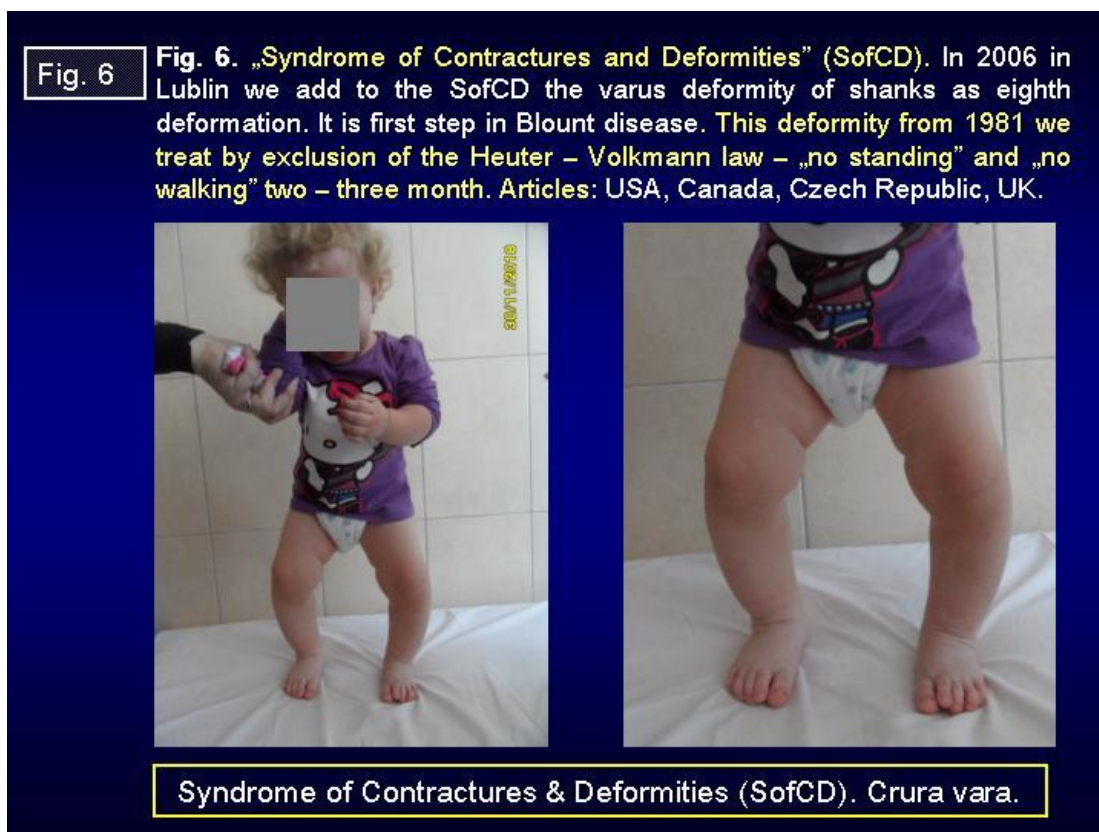 Fig. 6
Fig. 6. „Syndrome of Contractures and Deformities” (SofCD). In 2006 in
Lublin we add to the SofCD the varus deformity of shanks as eighth
deformation. It is first step in Blount disease. This deformity from 1981 we
treat by exclusion of the Heuter – Volkmann law – „no standing” and „no
walking” two – three month. Articles: USA, Canada, Czech Republic, UK.
30/11/2018
Syndrome of Contractures & Deformities (SofCD). Crura vara.